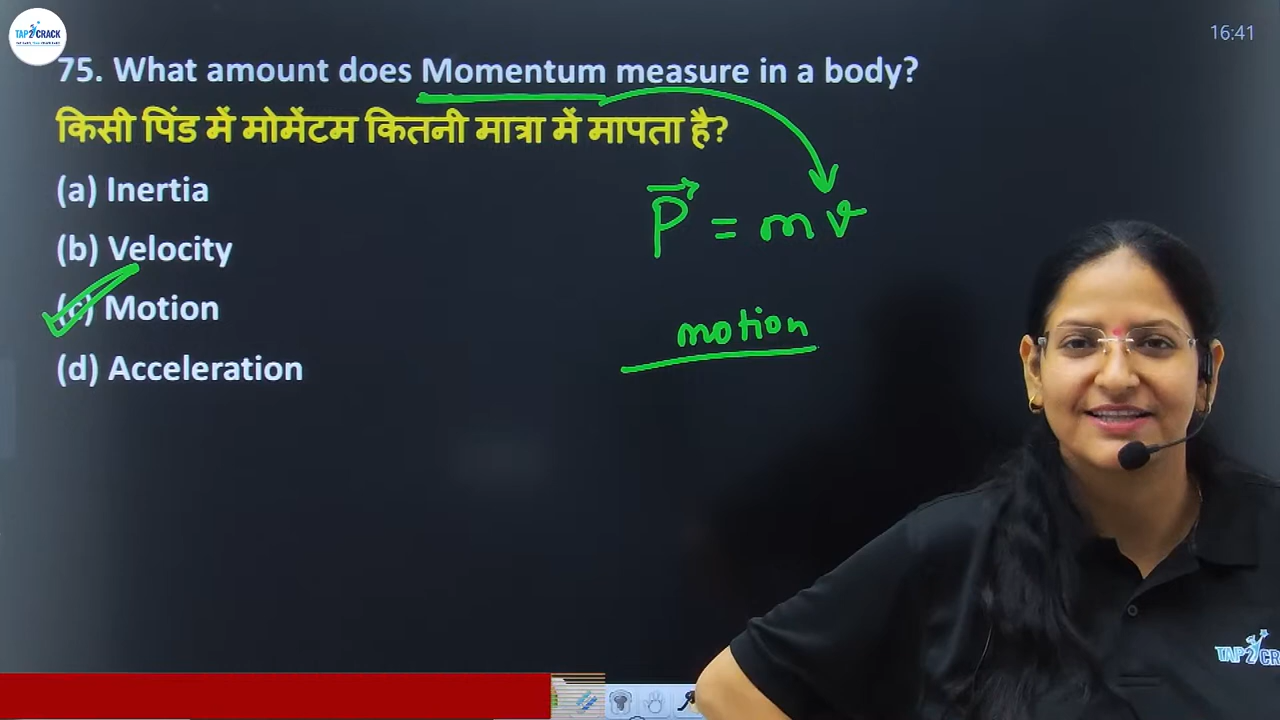 TAP2CRACK
16:41
75. What amount does Momentum measure in a body?
किसी पिंड में मोमेंटम कितनी मात्रा में मापता है?
(a) Inertia
(b) Velocity
(c) Motion
(d) Acceleration
P = mv
motion
TAP2CR